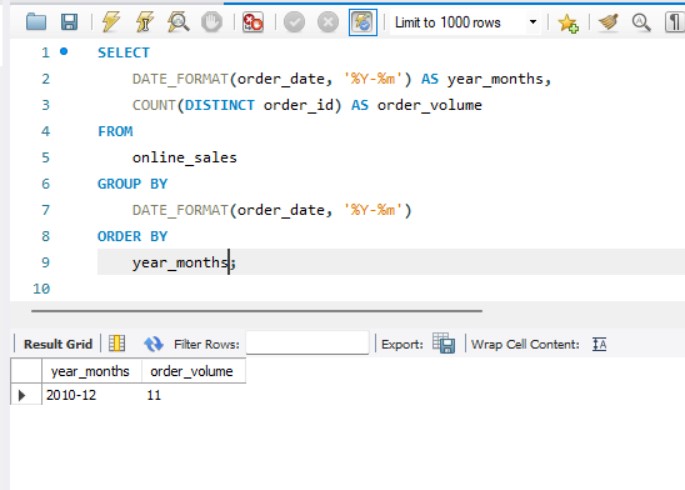 Limit to 1000 rows
1 SELECT
2 DATE_FORMAT(order_date, '%Y-%m') AS year_months,
3 COUNT(DISTINCT order_id) AS order_volume
4 FROM
5 online_sales
6 GROUP BY
7 DATE_FORMAT(order_date, '%Y-%m')
8 ORDER BY
9 year_months;
10
Result Grid Filter Rows: Export: Wrap Cell Content: IA
year_months order_volume
2010-12 11